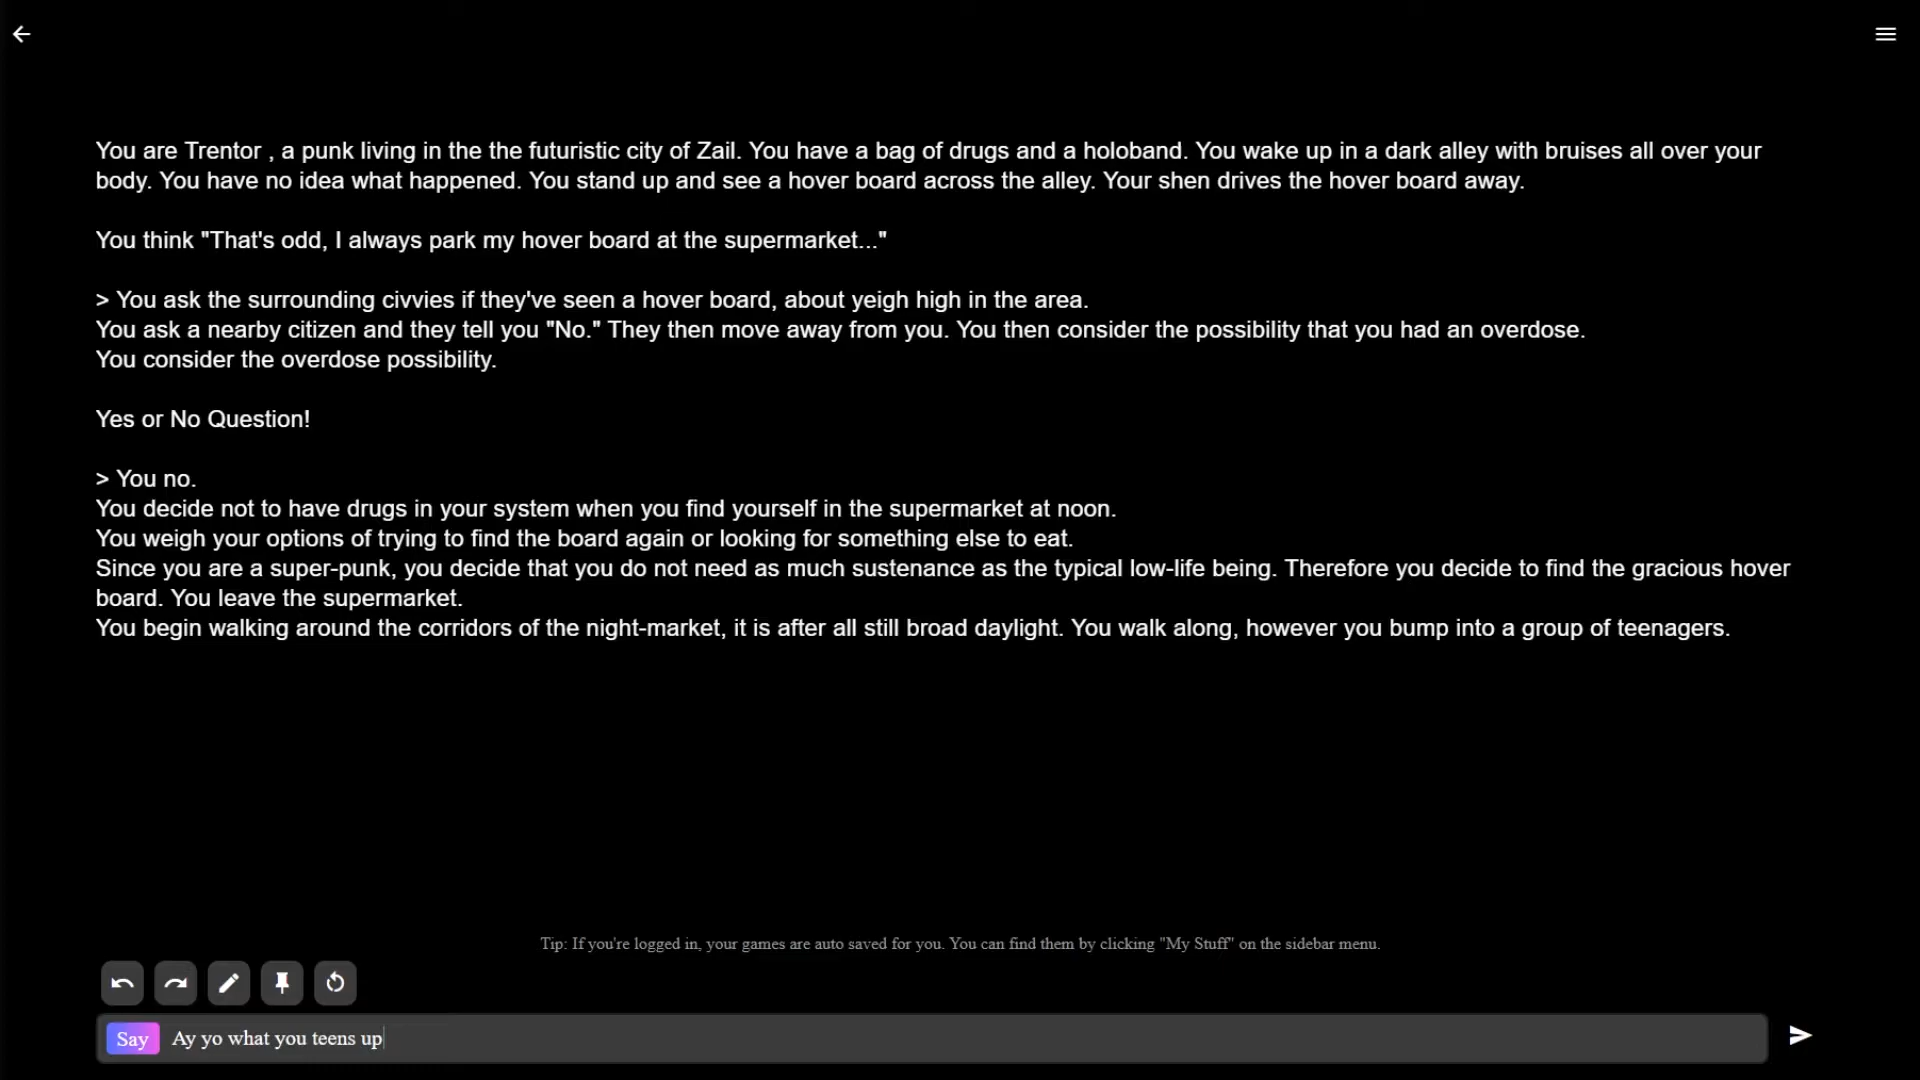 You are Trentor , a punk living in the the futuristic city of Zail. You have a bag of drugs and a holoband. You wake up in a dark alley with bruises all over your
body. You have no idea what happened. You stand up and see a hover board across the alley. Your shen drives the hover board away.
You think "That's odd, I always park my hover board at the supermarket..."
> You ask the surrounding civvies if they've seen a hover board, about yeigh high in the area.
You ask a nearby citizen and they tell you "No." They then move away from you. You then consider the possibility that you had an overdose.
You consider the overdose possibility.
Yes or No Question!
> You no.
You decide not to have drugs in your system when you find yourself in the supermarket at noon.
You weigh your options of trying to find the board again or looking for something else to eat.
Since you are a super-punk, you decide that you do not need as much sustenance as the typical low-life being. Therefore you decide to find the gracious hover
board. You leave the supermarket.
You begin walking around the corridors of the night-market, it is after all still broad daylight. You walk along, however you bump into a group of teenagers.
Tip: If you're logged in, your games are auto saved for you. You can find them by clicking "My Stuff" on the sidebar menu.
Say Ay yo what you teens up